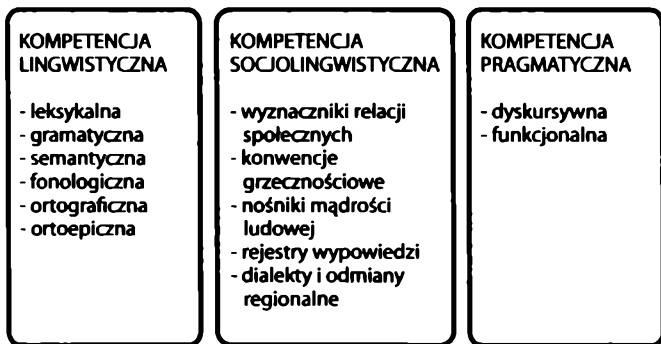 KOMPETENCJA
LINGWISTYCZNA
- leksykalna
- gramatyczna
- semantyczna
- fonologiczna
- ortograficzna
- ortoepiczna
KOMPETENCJA
SOCJOLINGWISTYCZNA
- wyznaczniki relacji
społecznych
- konwencje
grzecznościowe
- nośniki mądrości
ludowej
- rejestry wypowiedzi
- dialekty i odmiany
regionalne
KOMPETENCJA
PRAGMATYCZNA
- dyskursywna
- funkcjonalna